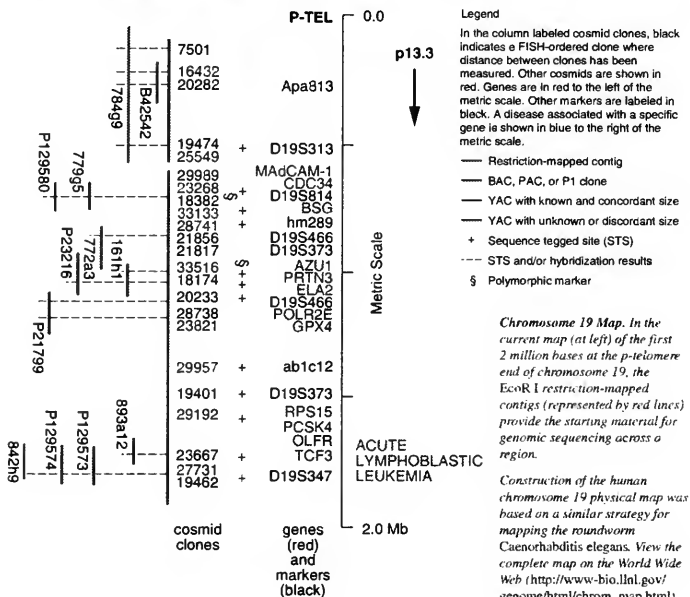 P-TEL
0.0
7501
16432
20282
Apa813
B42542
784g9
19474 + D19S313
25549
29989 MAdCAM-1
23268 + CDC34
18382 § D19S814
33133 + BSG
28741 + hm289
21856 D19S466
21817 D19S373
33516 § AZU1
18174 + PRTN3
+ ELA2
20233 + D19S466
28738 POLR2E
23821 GPX4
29957 + ab1c12
19401 + D19S373
29192 + RPS15
PCSK4
OLFR
23667 + TCF3
27731
19462 + D19S347
P129580
779g5
P23216
772a3
161h1
P21799
842h9
P129574
P129573
893a12
cosmid
clones
genes
(red)
and
markers
(black)
Metric Scale
ACUTE
LYMPHOBLASTIC
LEUKEMIA
2.0 Mb
p13.3
Legend
In the column labeled cosmid clones, black
indicates e FISH-ordered clone where
distance between clones has been
measured. Other cosmids are shown in
red. Genes are in red to the left of the
metric scale. Other markers are labeled in
bleck. A disease associated with a specific
gene is shown in blue to the right of the
metric scale.
Restriction-mapped contig
BAC, PAC, or P1 clone
YAC with known and concordant size
YAC with unknown or discordant size
+ Sequence tegged site (STS)
--- STS and/or hybridization results
§ Polymorphic marker
Chromosome 19 Map. In the
current map (at left) of the first
2 million bases at the p-telomere
end of chromosome 19, the
EcoR I restriction-mapped
contigs (represented by red lines)
provide the starting material for
genomic sequencing across a
region.
Construction of the human
chromosome 19 physical map was
based on a similar strategy for
mapping the roundworm
Caenorhabditis elegans. View the
complete map on the World Wide
Web (http://www-bio.llnl.gov/
genome/html/chrom_map.html)